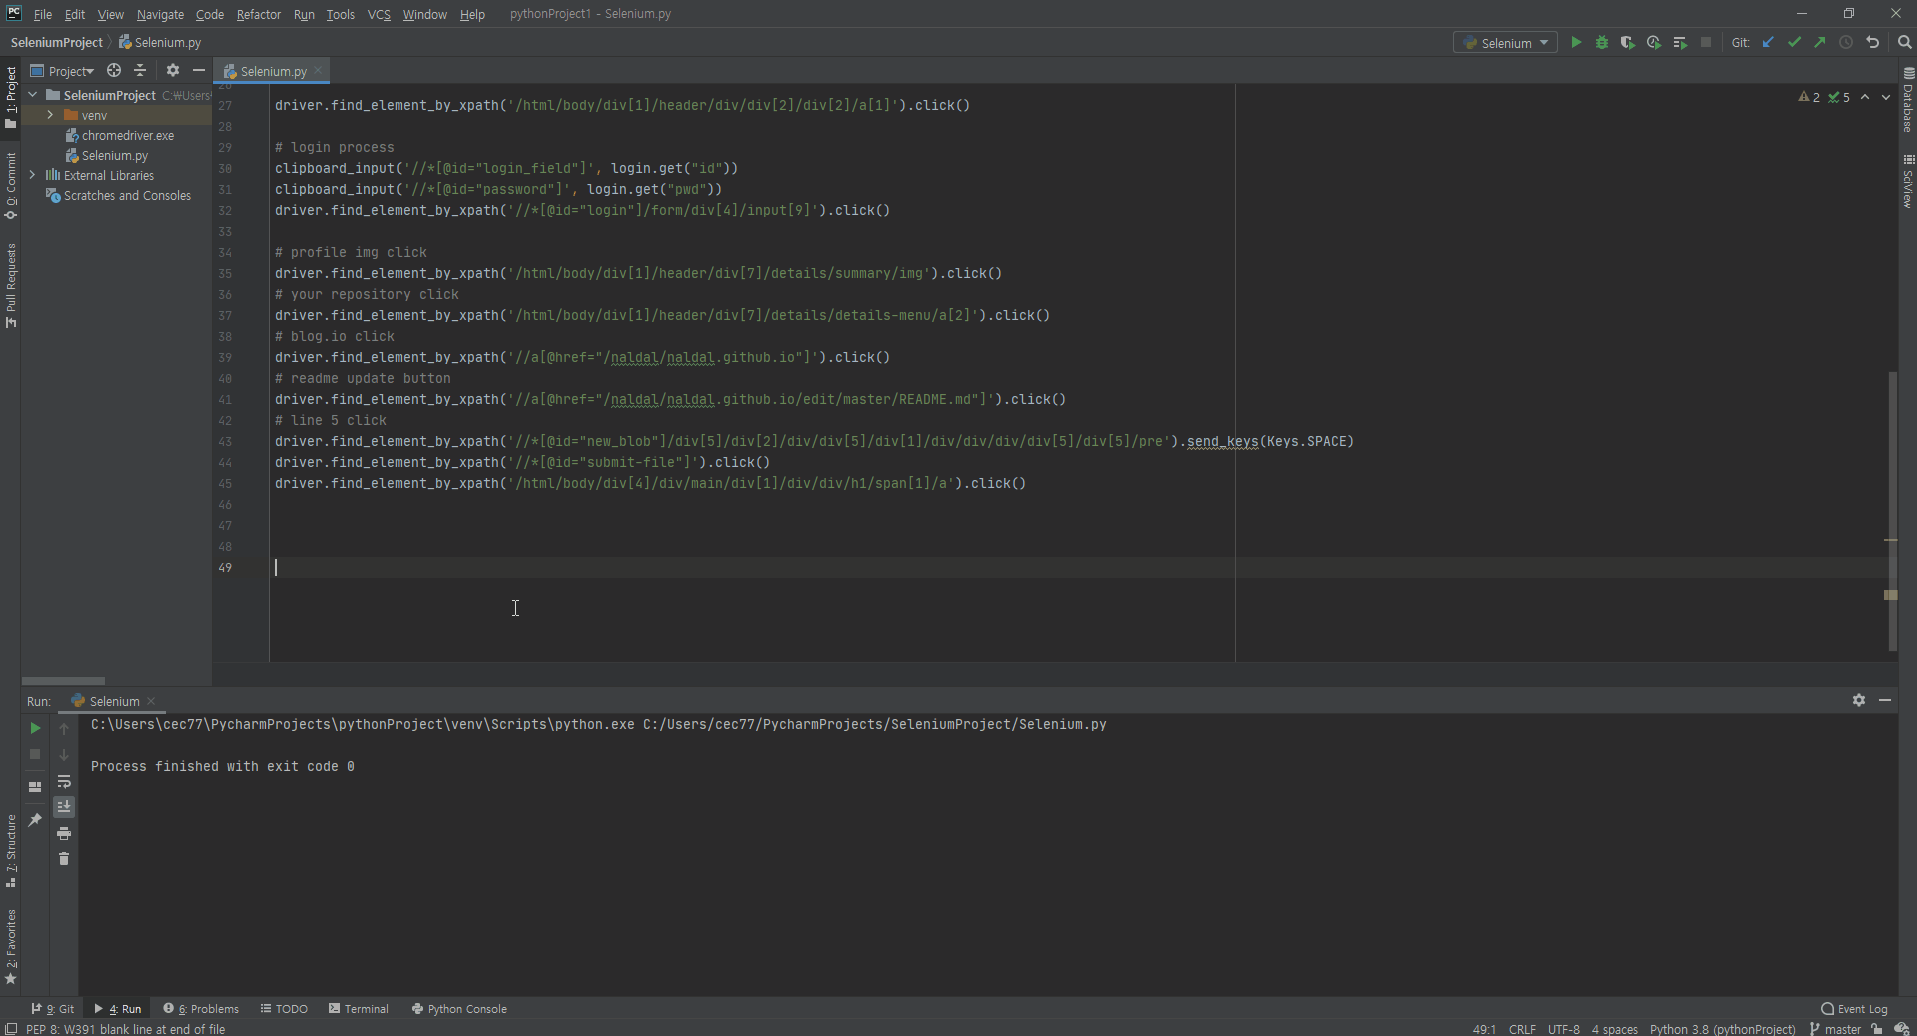 PC File Edit View Navigate Code Refactor Run Tools VCS Window Help pythonProject1 - Selenium.py
SeleniumProject Selenium.py Selenium Git:
Project Selenium.py
1: Project
0: Commit
Pull Requests
7: Structure
2: Favorites
SeleniumProject C:₩Users
venv
chromedriver.exe
Selenium.py
External Libraries
Scratches and Consoles
2 5
Database
SciView
26
27 driver.find_element_by_xpath('/html/body/div[1]/header/div/div[2]/div[2]/a[1]').click()
28
29 # login process
30 clipboard_input('//*[@id="login_field"]', login.get("id"))
31 clipboard_input('//*[@id="password"]', login.get("pwd"))
32 driver.find_element_by_xpath('//*[@id="login"]/form/div[4]/input[9]').click()
33
34 # profile img click
35 driver.find_element_by_xpath('/html/body/div[1]/header/div[7]/details/summary/img').click()
36 # your repository click
37 driver.find_element_by_xpath('/html/body/div[1]/header/div[7]/details/details-menu/a[2]').click()
38 # blog.io click
39 driver.find_element_by_xpath('//a[@href="/naldal/naldal.github.io"]').click()
40 # readme update button
41 driver.find_element_by_xpath('//a[@href="/naldal/naldal.github.io/edit/master/README.md"]').click()
42 # line 5 click
43 driver.find_element_by_xpath('//*[@id="new_blob"]/div[5]/div[2]/div/div[5]/div[1]/div/div/div/div[5]/div[5]/pre').send_keys(Keys.SPACE)
44 driver.find_element_by_xpath('//*[@id="submit-file"]').click()
45 driver.find_element_by_xpath('/html/body/div[4]/div/main/div[1]/div/div/h1/span[1]/a').click()
46
47
48
49
Run: Selenium
C:\Users\cec77\PycharmProjects\pythonProject\venv\Scripts\python.exe C:/Users/cec77/PycharmProjects/SeleniumProject/Selenium.py
Process finished with exit code 0
9: Git 4: Run 6: Problems TODO Terminal Python Console Event Log
PEP 8: W391 blank line at end of file 49:1 CRLF UTF-8 4 spaces Python 3.8 (pythonProject) master